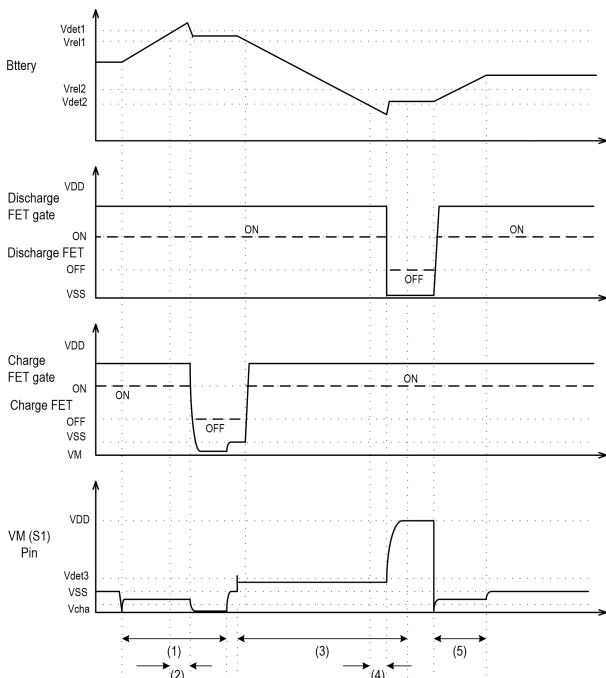 Vdet1
Vrel1
Bttery
Vrel2
Vdet2
VDD
Discharge
FET gate
ON
ON
ON
Discharge FET
OFF
OFF
VSS
VDD
Charge
FET gate
ON
ON
ON
Charge FET
OFF
OFF
VSS
VM
VDD
VM (S1)
Pin
Vdet3
VSS
Vcha
(1)
(3)
(5)
(2)
(4)